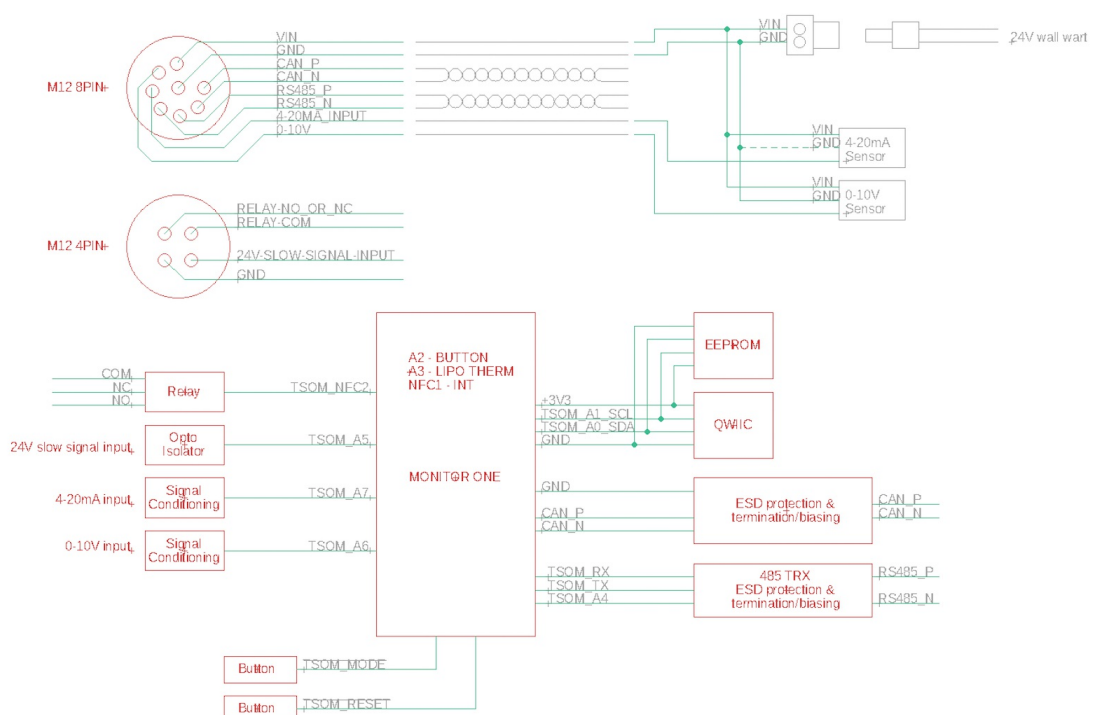 VIN
GND
CAN_P
CAN_N
RS485_P
RS485_N
4-20MA_INPUT
0-10V
M12 8PIN
VIN
GND
24V wall wart
VIN
GND
4-20mA
Sensor
VIN
GND
0-10V
Sensor
M12 4PIN
RELAY-NO_OR_NC
RELAY-COM
24V-SLOW-SIGNAL-INPUT
GND
COM
NC
NO
Relay
TSOM_NFC2
24V slow signal input
Opto
Isolator
TSOM_A5
4-20mA input
Signal
Conditioning
TSOM_A7
0-10V input
Signal
Conditioning
TSOM_A6
A2 - BUTTON
A3 - LIPO THERM
NFC1 - INT
MONITOR ONE
+3V3
TSOM_A1_SCL
TSOM_A0_SDA
GND
EEPROM
QWIIC
GND
CAN_P
CAN_N
ESD protection &
termination/biasing
CAN_P
CAN_N
TSOM_RX
TSOM_TX
TSOM_A4
485 TRX
ESD protection &
termination/biasing
RS485_P
RS485_N
Button
TSOM_MODE
Button
TSOM_RESET